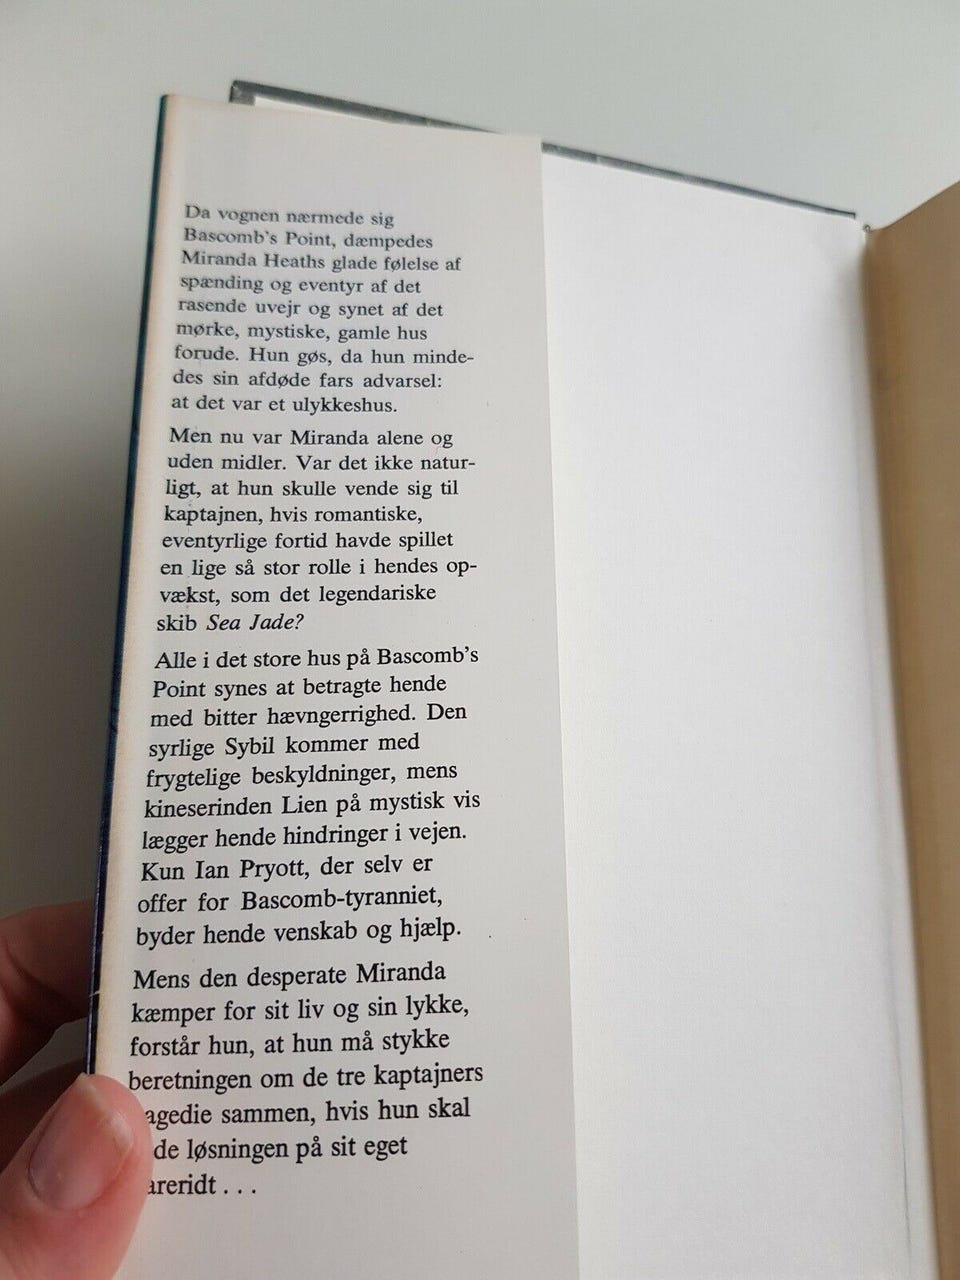 Da vognen nærmede sig
Bascomb's Point, dæmpedes
Miranda Heaths glade følelse af
spænding og eventyr af det
rasende uvejr og synet af det
mørke, mystiske, gamle hus
forude. Hun gøs, da hun minde-
des sin afdøde fars advarsel:
at det var et ulykkeshus.
Men nu var Miranda alene og
uden midler. Var det ikke natur-
ligt, at hun skulle vende sig til
kaptajnen, hvis romantiske,
eventyrlige fortid havde spillet
en lige så stor rolle i hendes op-
vækst, som det legendariske
skib Sea Jade?
Alle i det store hus på Bascomb's
Point synes at betragte hende
med bitter hævngerrighed. Den
syrlige Sybil kommer med
frygtelige beskyldninger, mens
kineserinden Lien på mystisk vis
lægger hende hindringer i vejen.
Kun Ian Pryott, der selv er
offer for Bascomb-tyranniet,
byder hende venskab og hjælp.
Mens den desperate Miranda
kæmper for sit liv og sin lykke,
forstår hun, at hun må stykke
beretningen om de tre kaptajners
agedie sammen, hvis hun skal
de løsningen på sit eget
areridt . . .